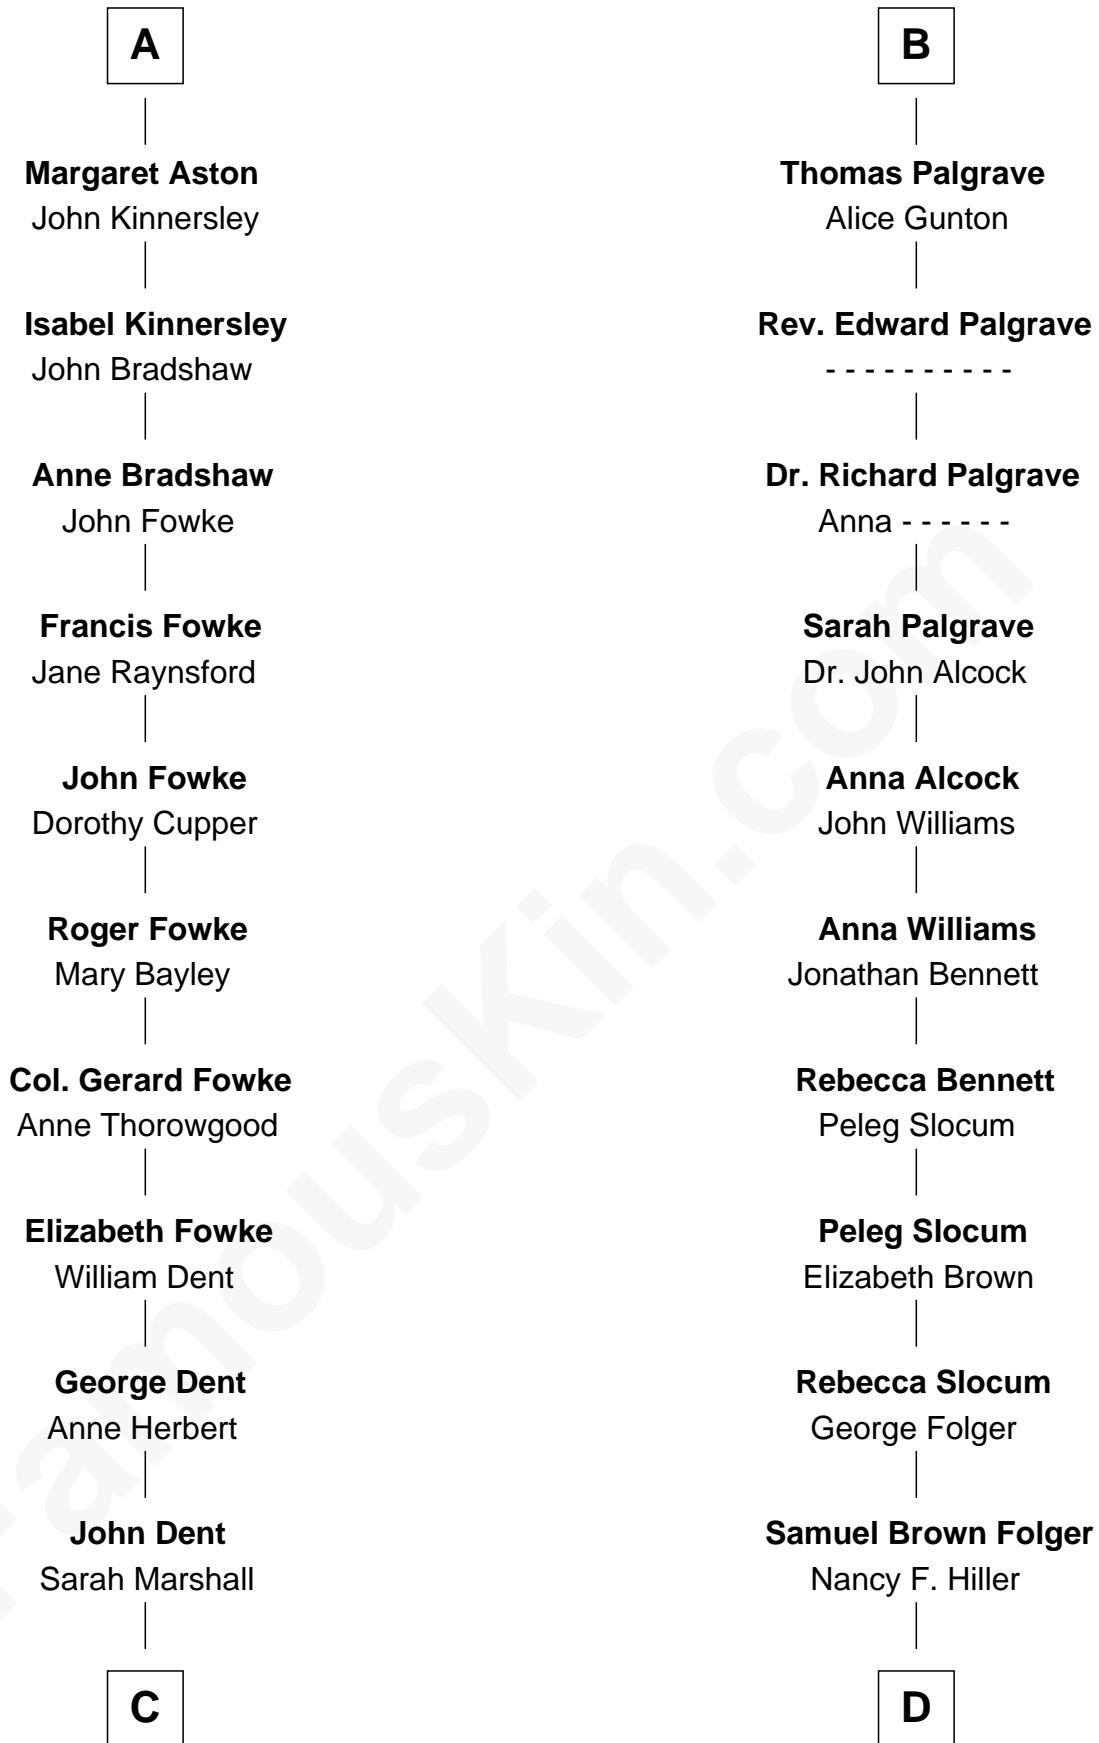 A
Margaret Aston
John Kinnersley
Isabel Kinnersley
John Bradshaw
Anne Bradshaw
John Fowke
Francis Fowke
Jane Raynsford
John Fowke
Dorothy Cupper
Roger Fowke
Mary Bayley
Col. Gerard Fowke
Anne Thorowgood
Elizabeth Fowke
William Dent
George Dent
Anne Herbert
John Dent
Sarah Marshall
C
B
Thomas Palgrave
Alice Gunton
Rev. Edward Palgrave
- - - - - - - - - -
Dr. Richard Palgrave
Anna - - - - - -
Sarah Palgrave
Dr. John Alcock
Anna Alcock
John Williams
Anna Williams
Jonathan Bennett
Rebecca Bennett
Peleg Slocum
Peleg Slocum
Elizabeth Brown
Rebecca Slocum
George Folger
Samuel Brown Folger
Nancy F. Hiller
D
FamousKin.com